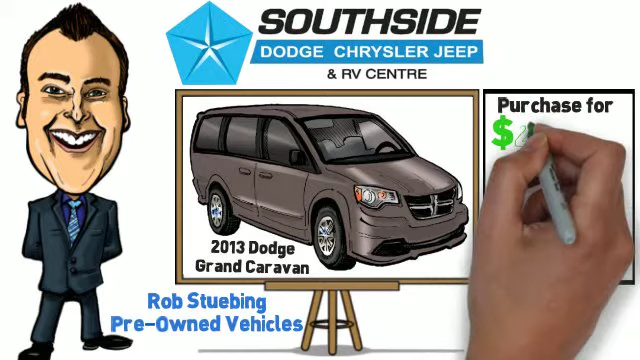 SOUTHSIDE
DODGE CHRYSLER JEEP
& RV CENTRE
Purchase for
$
2013 Dodge
Grand Caravan
Rob Stuebing
Pre-Owned Vehicles